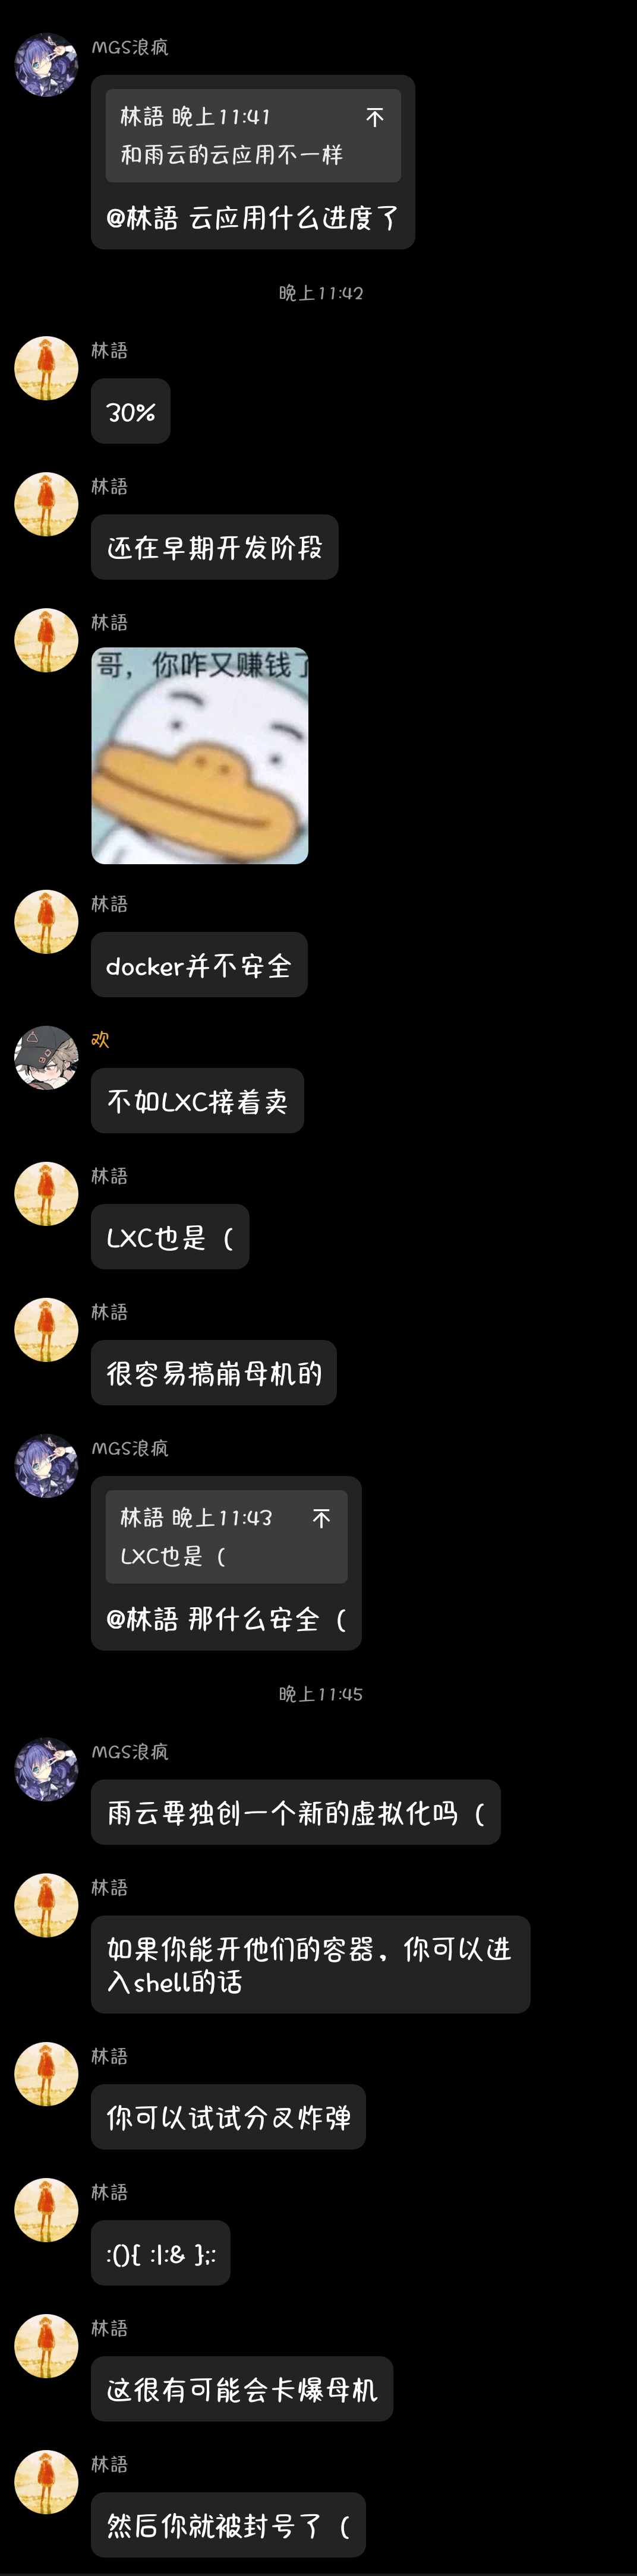 MGS浪疯
林語 晚上11:41
和雨云的云应用不一样
@林語 云应用什么进度了
晚上11:42
林語
30%
林語
还在早期开发阶段
林語
哥，你咋又赚钱了
林語
docker并不安全
欢
不如LXC接着卖
林語
LXC也是（
林語
很容易搞崩母机的
MGS浪疯
林語 晚上11:43
LXC也是（
@林語 那什么安全（
晚上11:45
MGS浪疯
雨云要独创一个新的虚拟化吗（
林語
如果你能开他们的容器，你可以进
入shell的话
林語
你可以试试分叉炸弹
林語
:(){ :|:& };:
林語
这很有可能会卡爆母机
林語
然后你就被封号了（